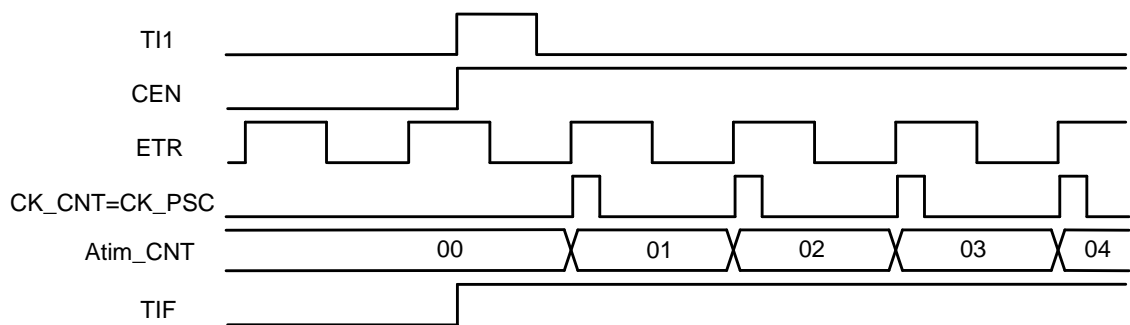 TI1
CEN
ETR
CK_CNT=CK_PSC
Atim_CNT 00 01 02 03 04
TIF